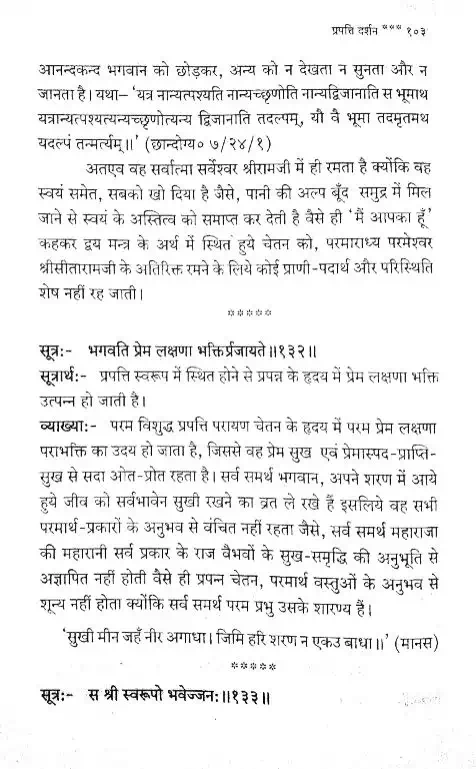 प्रपत्ति दर्शन *** १०३
आनन्दकन्द भगवान को छोड़कर, अन्य को न देखता न सुनता और न
जानता है। यथा– ‘यत्र नान्यत्पश्यति नान्यच्छृणोति नान्यद्विजानाति स भूमाथ
यत्रान्यत्पश्यत्यन्यच्छृणोत्यन्य द्विजानाति तदल्पम्, यौ वै भूमा तदमृतमथ
यदल्पं तन्मर्त्यम्॥’ (छान्दोग्य० ७/२४/१)
अतएव वह सर्वात्मा सर्वेश्वर श्रीरामजी में ही रमता है क्योंकि वह
स्वयं समेत, सबको खो दिया है जैसे, पानी की अल्प बूँद समुद्र में मिल
जाने से स्वयं के अस्तित्व को समाप्त कर देती है वैसे ही ‘मैं आपका हूँ’
कहकर द्वय मन्त्र के अर्थ में स्थित हुये चेतन को, परमाराध्य परमेश्वर
श्रीसीतारामजी के अतिरिक्त रमने के लिये कोई प्राणी-पदार्थ और परिस्थिति
शेष नहीं रह जाती।
*****
सूत्र:- भगवति प्रेम लक्षणा भक्तिर्प्रजायते॥१३२॥
सूत्रार्थ:- प्रपत्ति स्वरूप में स्थित होने से प्रपन्न के हृदय में प्रेम लक्षणा भक्ति
उत्पन्न हो जाती है।
व्याख्या:- परम विशुद्ध प्रपत्ति परायण चेतन के हृदय में परम प्रेम लक्षणा
पराभक्ति का उदय हो जाता है, जिससे वह प्रेम सुख एवं प्रेमास्पद-प्राप्ति-
सुख से सदा ओत-प्रोत रहता है। सर्व समर्थ भगवान, अपने शरण में आये
हुये जीव को सर्वभावेन सुखी रखने का व्रत ले रखे हैं इसलिये वह सभी
परमार्थ-प्रकारों के अनुभव से वंचित नहीं रहता जैसे, सर्व समर्थ महाराजा
की महारानी सर्व प्रकार के राज वैभवों के सुख-समृद्धि की अनुभूति से
अज्ञापित नहीं होती वैसे ही प्रपन्न चेतन, परमार्थ वस्तुओं के अनुभव से
शून्य नहीं होता क्योंकि सर्व समर्थ परम प्रभु उसके शारण्य हैं।
‘सुखी मीन जहँ नीर अगाधा। जिमि हरि शरण न एकउ बाधा॥’ (मानस)
*****
सूत्र:- स श्री स्वरूपो भवेज्जनः॥१३३॥